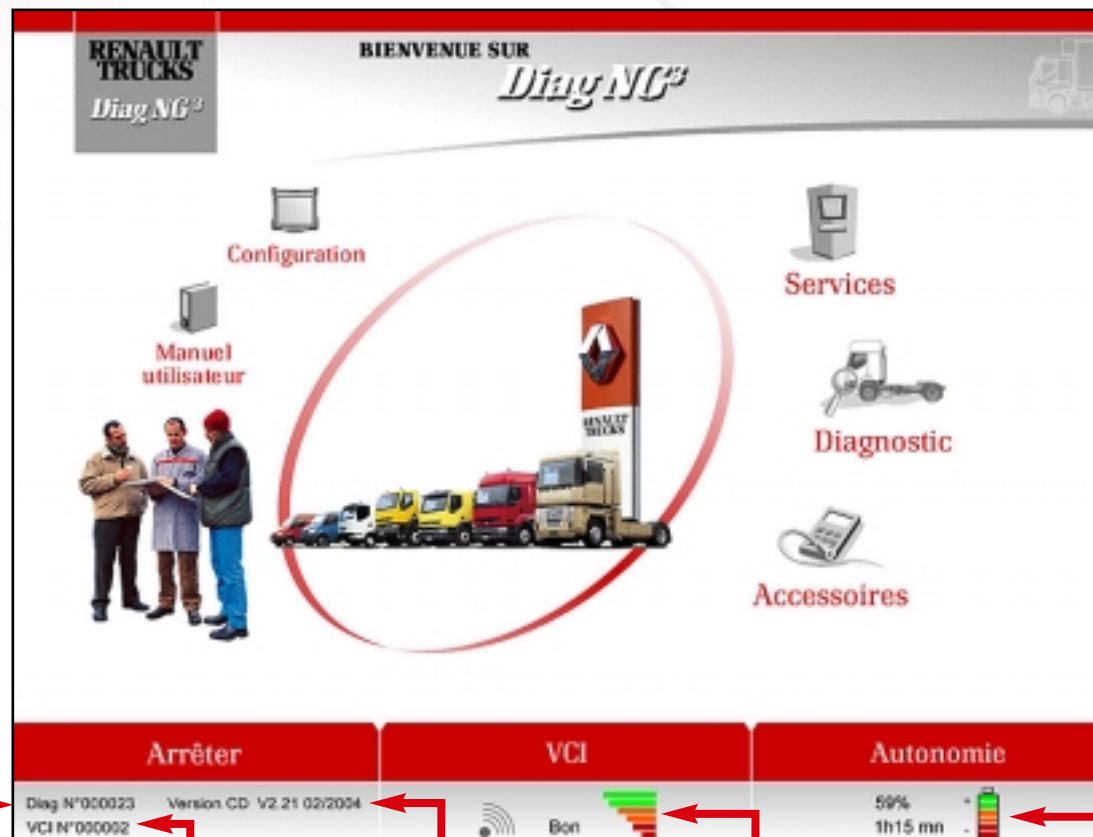 RENAULT
TRUCKS
Diag NG³
BIENVENUE SUR
Diag NG³
Configuration
Manuel
utilisateur
Services
Diagnostic
Accessoires
RENAULT
TRUCKS
Arrêter
VCI
Autonomie
Diag N°000023 Version CD V2.21 02/2004
VCI N°000002
Bon
59%
1h15 mn
+
-